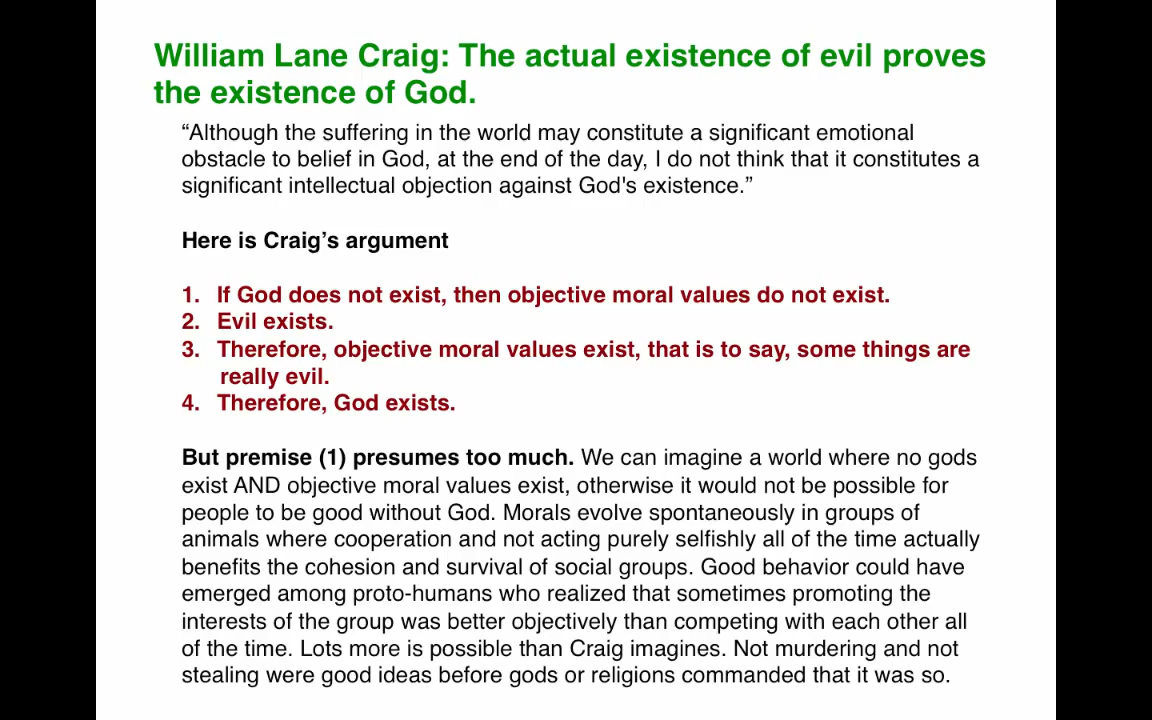 William Lane Craig: The actual existence of evil proves
the existence of God.
“Although the suffering in the world may constitute a significant emotional
obstacle to belief in God, at the end of the day, I do not think that it constitutes a
significant intellectual objection against God's existence.”
Here is Craig’s argument
1. If God does not exist, then objective moral values do not exist.
2. Evil exists.
3. Therefore, objective moral values exist, that is to say, some things are
really evil.
4. Therefore, God exists.
But premise (1) presumes too much. We can imagine a world where no gods
exist AND objective moral values exist, otherwise it would not be possible for
people to be good without God. Morals evolve spontaneously in groups of
animals where cooperation and not acting purely selfishly all of the time actually
benefits the cohesion and survival of social groups. Good behavior could have
emerged among proto-humans who realized that sometimes promoting the
interests of the group was better objectively than competing with each other all
of the time. Lots more is possible than Craig imagines. Not murdering and not
stealing were good ideas before gods or religions commanded that it was so.